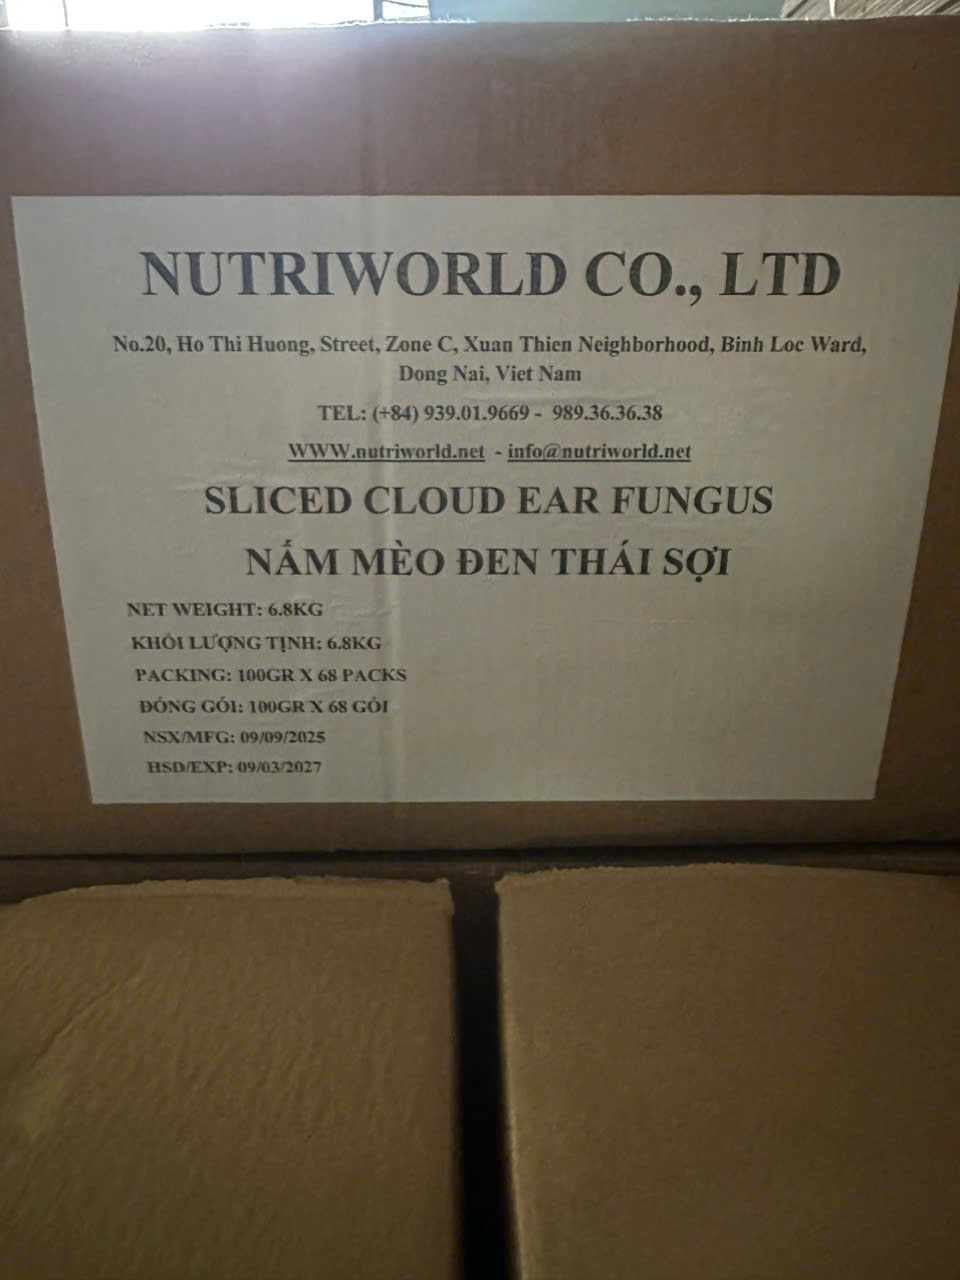 NUTRIWORLD CO., LTD
No.20, Ho Thi Huong, Street, Zone C, Xuan Thien Neighborhood, Binh Loc Ward,
Dong Nai, Viet Nam
TEL: (+84) 939.01.9669 - 989.36.36.38
WWW.nutriworld.net - info@nutriworld.net
SLICED CLOUD EAR FUNGUS
NẤM MÈO ĐEN THÁI SỢI
NET WEIGHT: 6.8KG
KHỐI LƯỢNG TỊNH: 6.8KG
PACKING: 100GR X 68 PACKS
ĐÓNG GÓI: 100GR X 68 GÓI
NSX/MFG: 09/09/2025
HSD/EXP: 09/03/2027